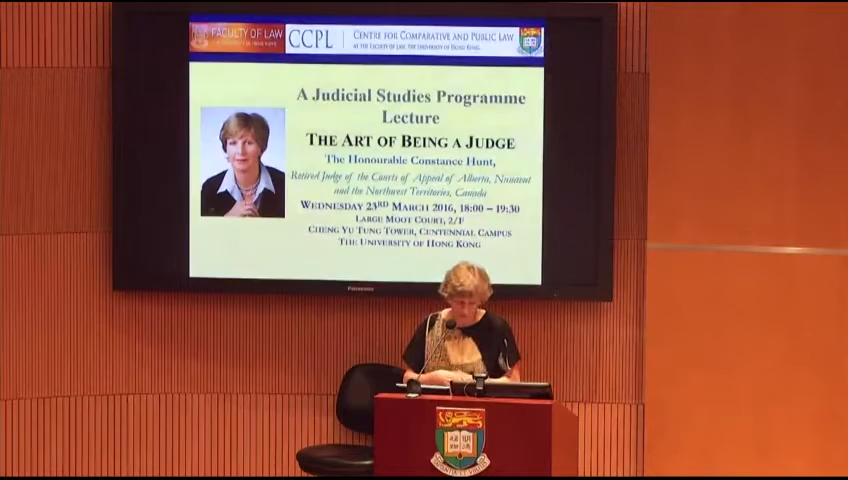 FACULTY OF LAW
CCPL
CENTRE FOR COMPARATIVE AND PUBLIC LAW
AT THE FACULTY OF LAW, THE UNIVERSITY OF HONG KONG
A Judicial Studies Programme
Lecture
THE ART OF BEING A JUDGE
The Honourable Constance Hunt,
Retired Judge of the Courts of Appeal of Alberta, Nunavut
and the Northwest Territories, Canada
WEDNESDAY 23RD MARCH 2016, 18:00 – 19:30
LARGE MOOT COURT, 2/F
CHENG YU TUNG TOWER, CENTENNIAL CAMPUS
THE UNIVERSITY OF HONG KONG
Panasonic
SAPIENTIA ET VIRTUS